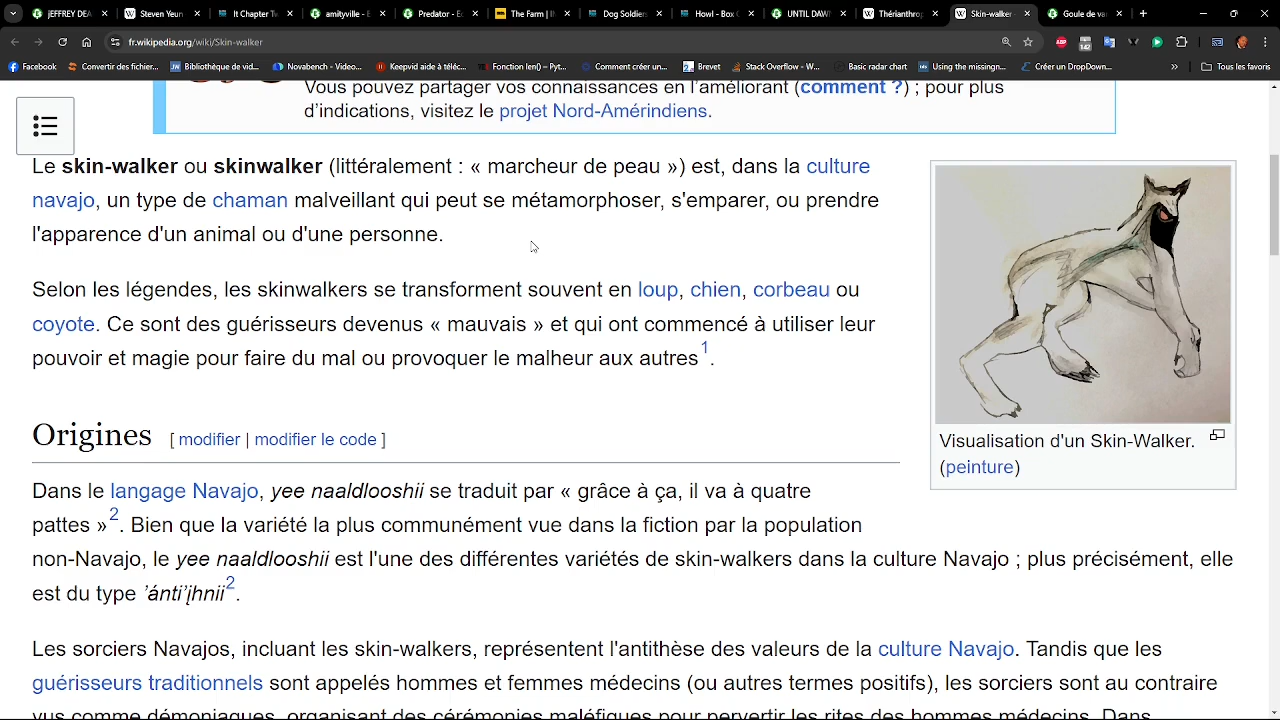 jEFFREY DEA
Steven Yeun
It Chapter Tw
amityville - E
Predator - Ec
The Farm | Ih
Dog Soldiers
Howl - Box O
UNTIL DAW
Thérianthrop
Skin-walker -
Goule de va
fr.wikipedia.org/wiki/Skin-walker
142
Facebook
Convertir des fichier...
Bibliothèque de vid...
Novabench - Video...
Keepvid aide à téléc...
Fonction len() – Pyt...
Comment créer un...
Brevet
Stack Overflow - W...
Basic radar chart
Using the missingn...
Créer un DropDown...
Tous les favoris
Vous pouvez partager vos connaissances en l'améliorant (comment ?) ; pour plus
d'indications, visitez le projet Nord-Amérindiens.
Le skin-walker ou skinwalker (littéralement : « marcheur de peau ») est, dans la culture
navajo, un type de chaman malveillant qui peut se métamorphoser, s'emparer, ou prendre
l'apparence d'un animal ou d'une personne.
Selon les légendes, les skinwalkers se transforment souvent en loup, chien, corbeau ou
coyote. Ce sont des guérisseurs devenus « mauvais » et qui ont commencé à utiliser leur
pouvoir et magie pour faire du mal ou provoquer le malheur aux autres1.
Visualisation d'un Skin-Walker.
(peinture)
Origines [ modifier | modifier le code ]
Dans le langage Navajo, yee naaldlooshii se traduit par « grâce à ça, il va à quatre
pattes »2. Bien que la variété la plus communément vue dans la fiction par la population
non-Navajo, le yee naaldlooshii est l'une des différentes variétés de skin-walkers dans la culture Navajo ; plus précisément, elle
est du type ’ánti’įhnii2.
Les sorciers Navajos, incluant les skin-walkers, représentent l'antithèse des valeurs de la culture Navajo. Tandis que les
guérisseurs traditionnels sont appelés hommes et femmes médecins (ou autres termes positifs), les sorciers sont au contraire
vus comme démoniaques, organisant des cérémonies maléfiques pour pervertir les rites des hommes médecins. Dans